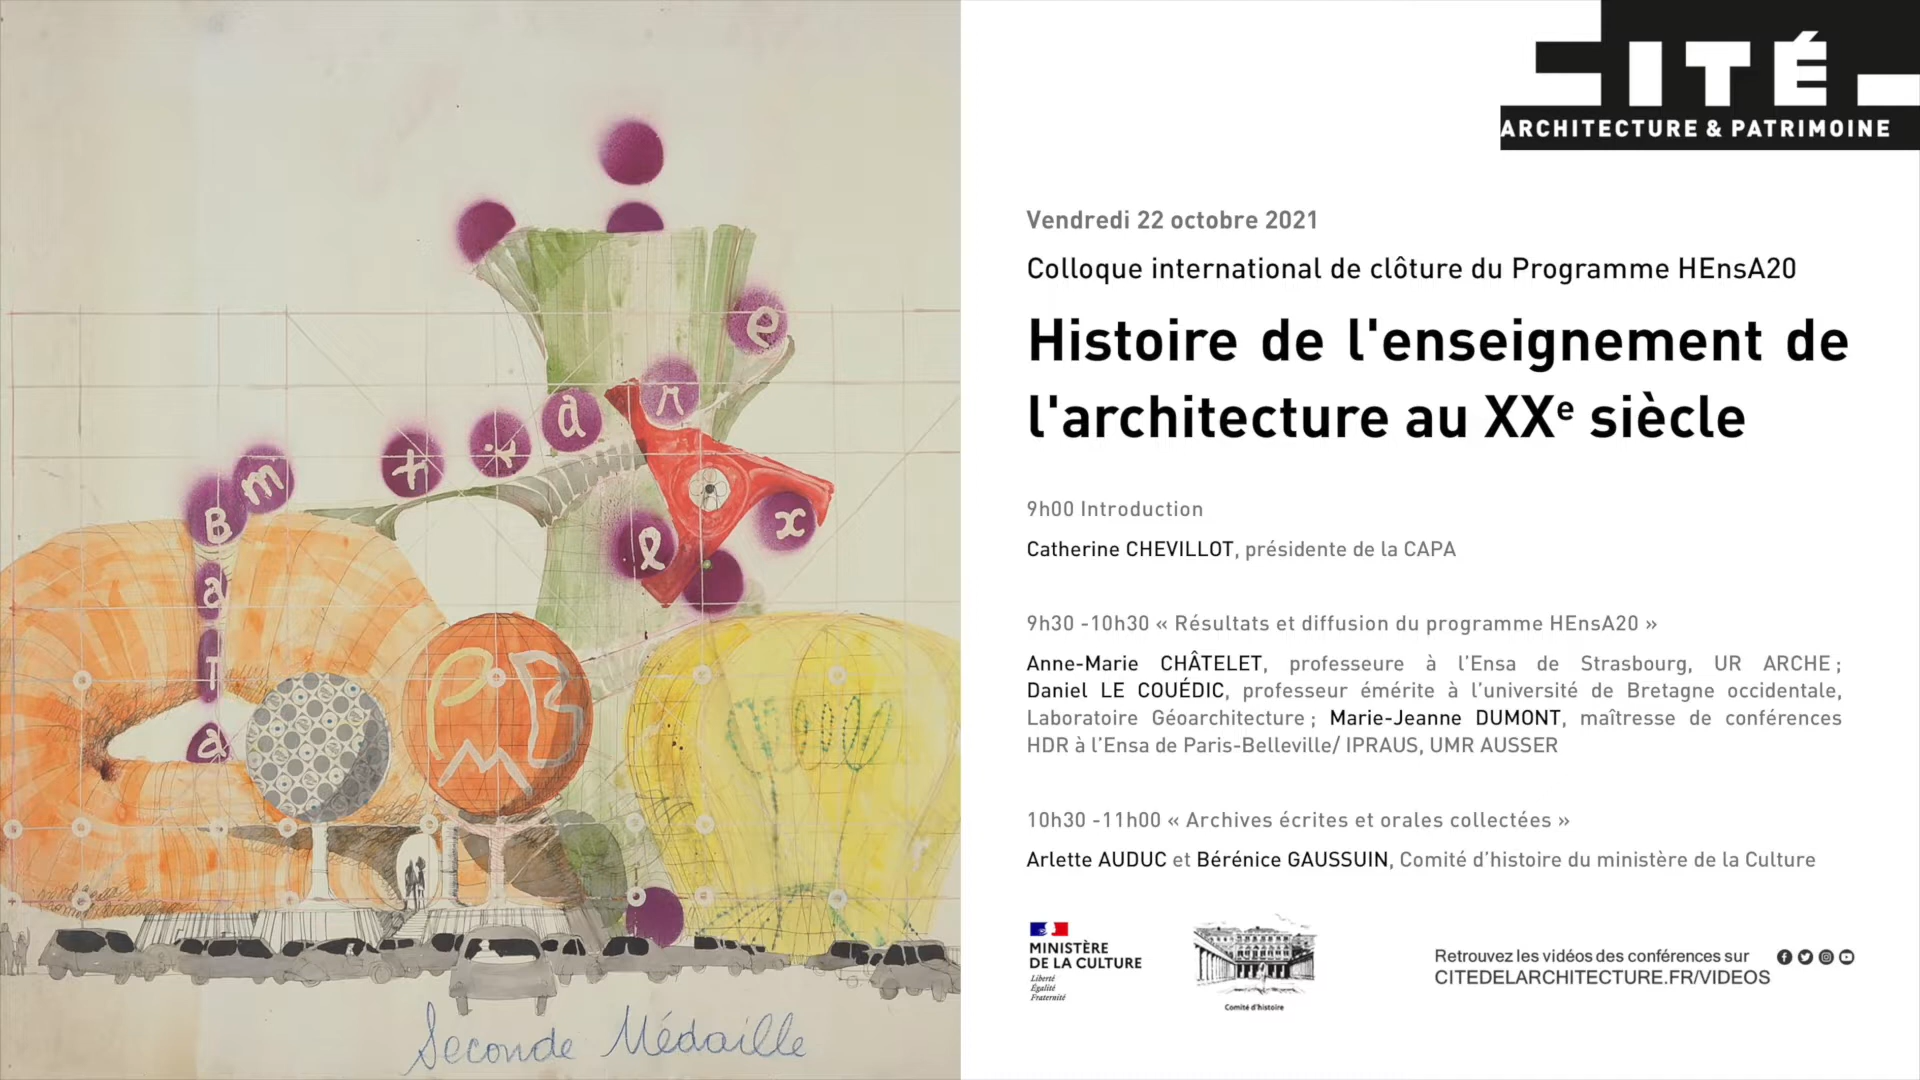 CITÉ
ARCHITECTURE & PATRIMOINE
Vendredi 22 octobre 2021
Colloque international de clôture du Programme HEnsA20
Histoire de l'enseignement de
l'architecture au XXe siècle
9h00 Introduction
Catherine CHEVILLOT, présidente de la CAPA
9h30 -10h30 « Résultats et diffusion du programme HEnsA20 »
Anne-Marie CHÂTELET, professeure à l’Ensa de Strasbourg, UR ARCHE ;
Daniel LE COUÉDIC, professeur émérite à l’université de Bretagne occidentale,
Laboratoire Géoarchitecture ; Marie-Jeanne DUMONT, maîtresse de conférences
HDR à l’Ensa de Paris-Belleville/ IPRAUS, UMR AUSSER
10h30 -11h00 « Archives écrites et orales collectées »
Arlette AUDUC et Bérénice GAUSSUIN, Comité d’histoire du ministère de la Culture
MINISTÈRE
DE LA CULTURE
Liberté
Égalité
Fraternité
Comité d'histoire
Retrouvez les vidéos des conférences sur
CITEDELARCHITECTURE.FR/VIDEOS
Bata
PMB
Seconde Médaille